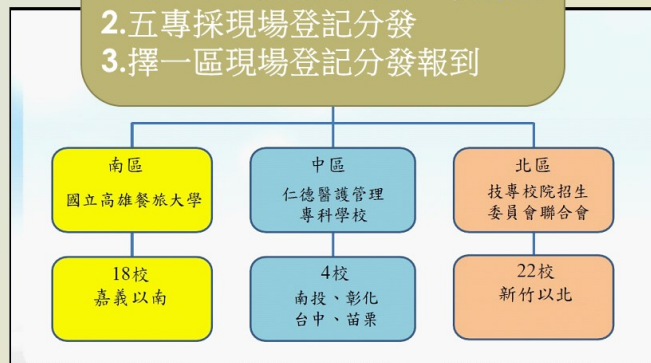 2.五專採現場登記分發
3.擇一區現場登記分發報到
南區
國立高雄餐旅大學
中區
仁德醫護管理
專科學校
北區
技專校院招生
委員會聯合會
18校
嘉義以南
4校
南投、彰化
台中、苗栗
22校
新竹以北